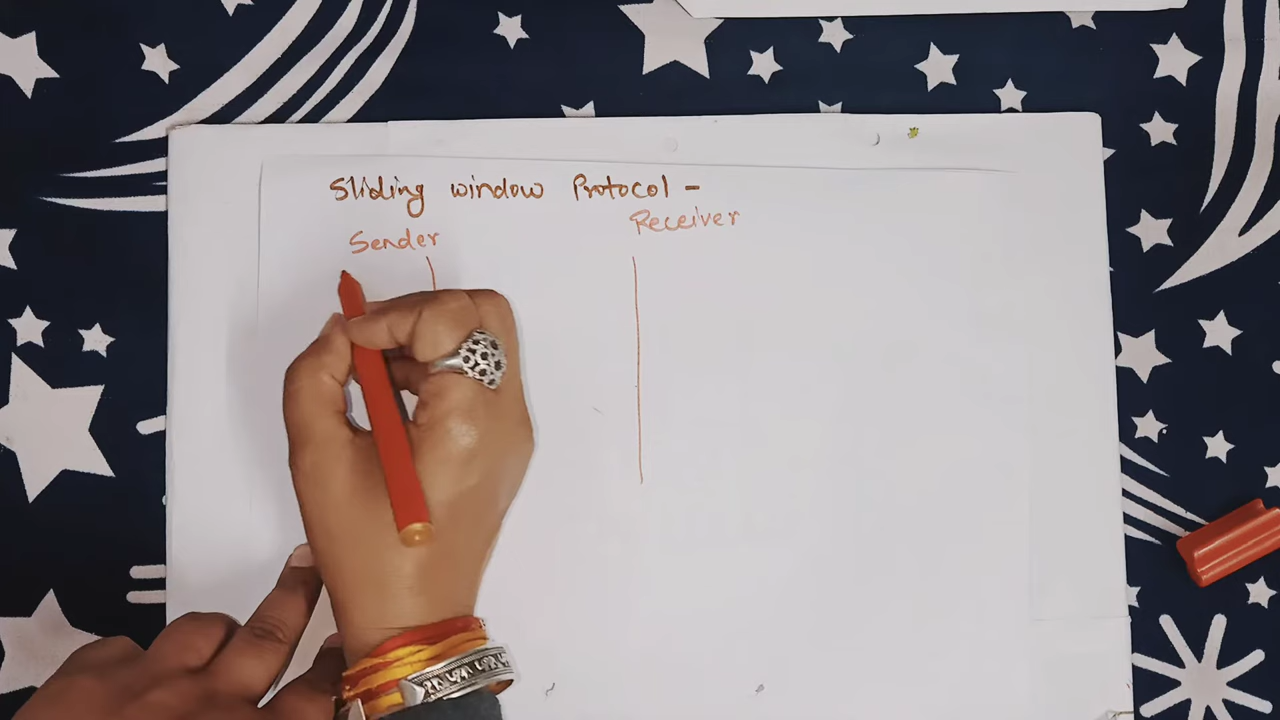 Sliding window Protocol -
Sender
Receiver